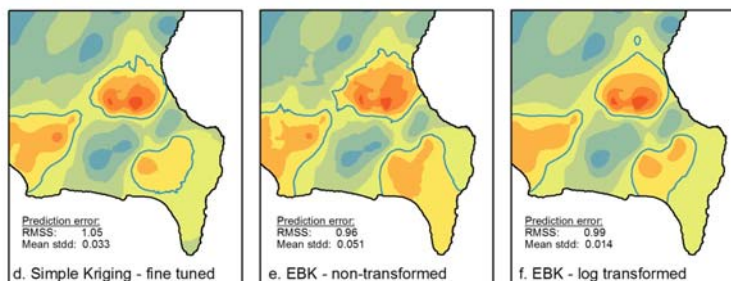 Prediction error:
RMSS: 1.05
Mean stdd: 0.033
d. Simple Kriging - fine tuned
Prediction error:
RMSS: 0.96
Mean stdd: 0.051
e. EBK - non-transformed
Prediction error:
RMSS: 0.99
Mean stdd: 0.014
f. EBK - log transformed